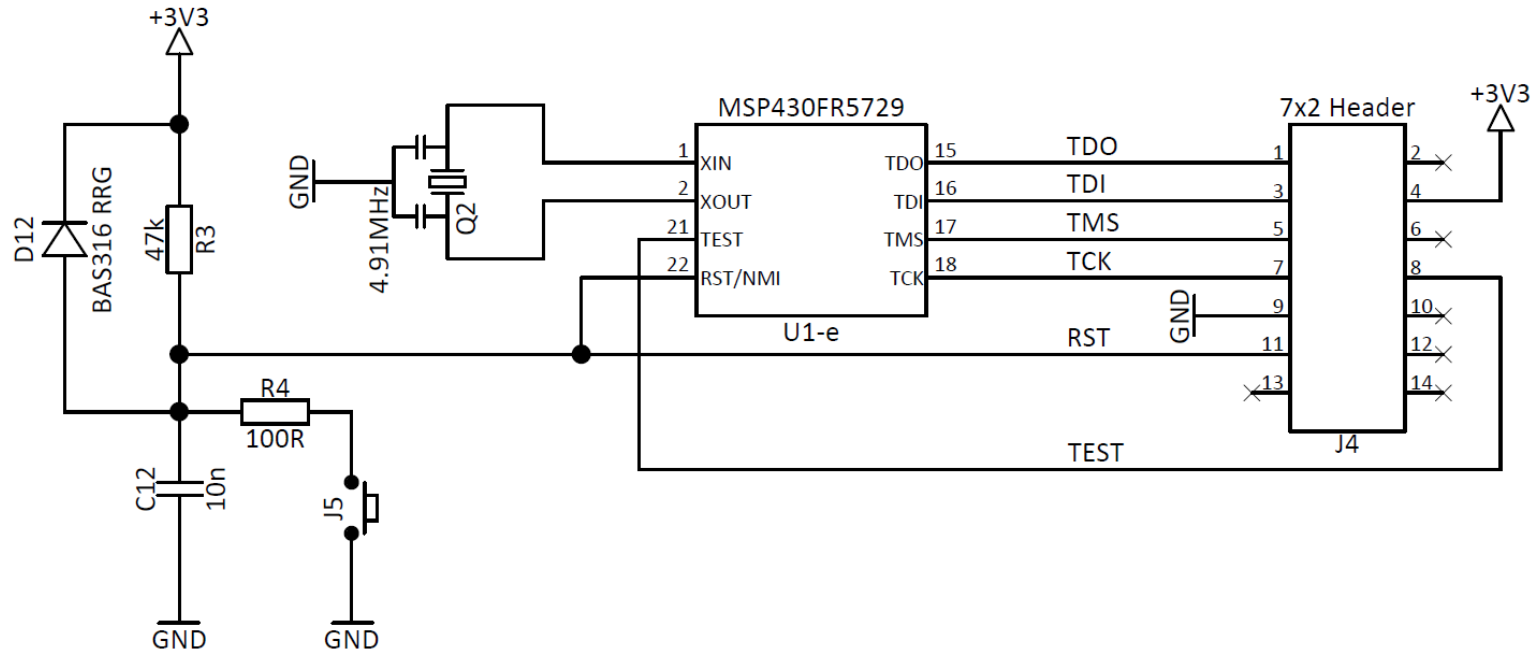 +3V3
D12
BAS316 RRG
47k
R3
R4
100R
C12
10n
J5
GND
GND
GND
4.91MHz
Q2
MSP430FR5729
1 XIN
2 XOUT
21 TEST
22 RST/NMI
TDO 15
TDI 16
TMS 17
TCK 18
U1-e
TDO
TDI
TMS
TCK
GND
RST
TEST
7x2 Header
+3V3
1 2
3 4
5 6
7 8
9 10
11 12
13 14
J4